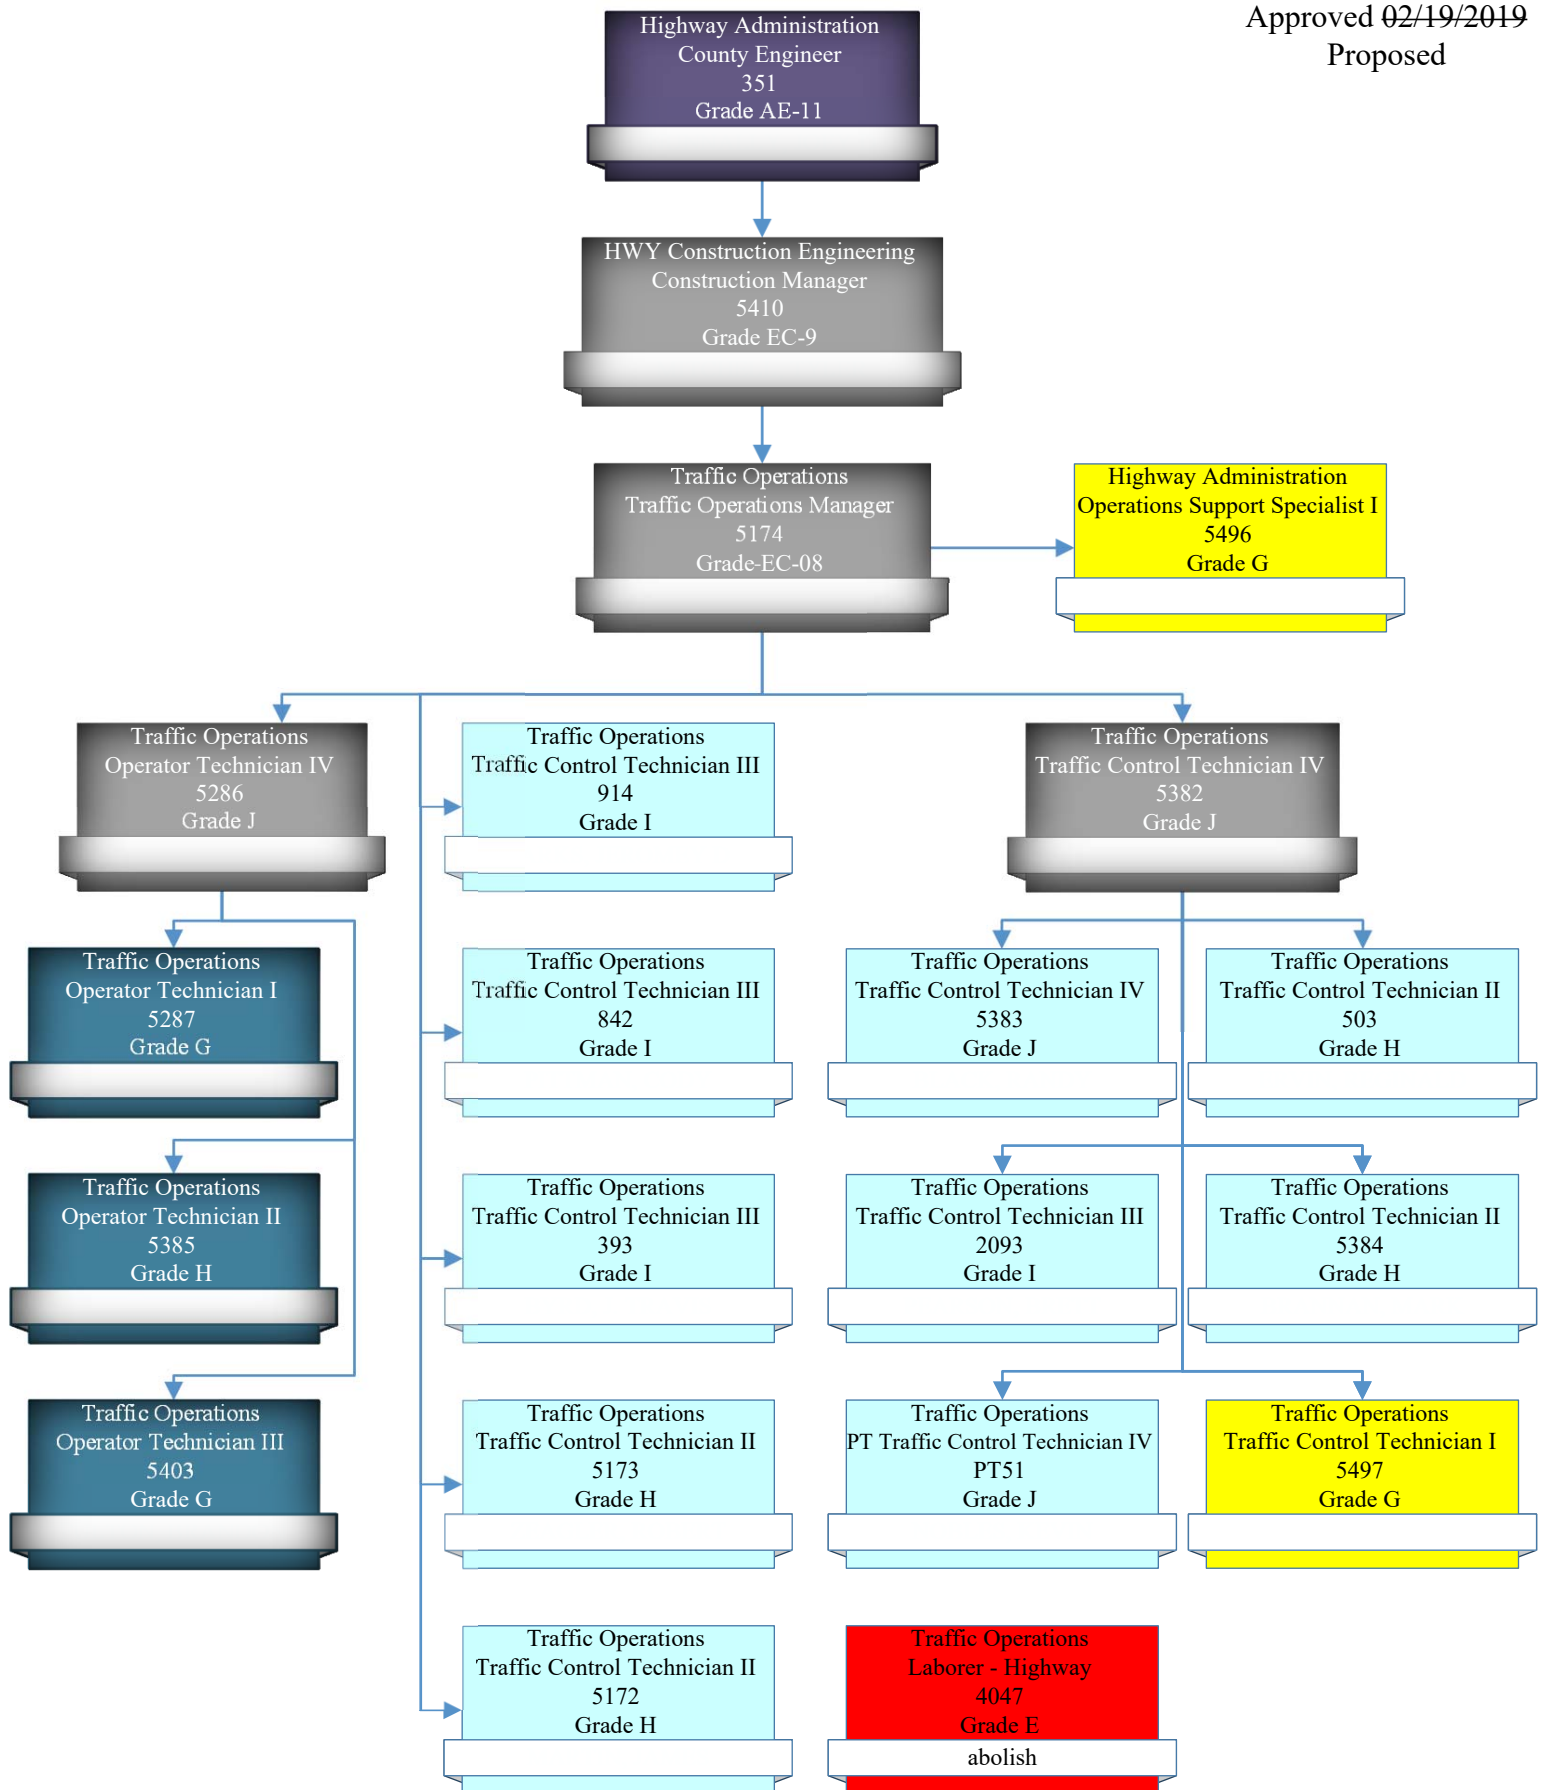 Approved 02/19/2019
Proposed
Highway Administration
County Engineer
351
Grade AE-11
HWY Construction Engineering
Construction Manager
5410
Grade EC-9
Traffic Operations
Traffic Operations Manager
5174
Grade-EC-08
Highway Administration
Operations Support Specialist I
5496
Grade G
Traffic Operations
Operator Technician IV
5286
Grade J
Traffic Operations
Traffic Control Technician III
914
Grade I
Traffic Operations
Traffic Control Technician IV
5382
Grade J
Traffic Operations
Operator Technician I
5287
Grade G
Traffic Operations
Traffic Control Technician III
842
Grade I
Traffic Operations
Traffic Control Technician IV
5383
Grade J
Traffic Operations
Traffic Control Technician II
503
Grade H
Traffic Operations
Operator Technician II
5385
Grade H
Traffic Operations
Traffic Control Technician III
393
Grade I
Traffic Operations
Traffic Control Technician III
2093
Grade I
Traffic Operations
Traffic Control Technician II
5384
Grade H
Traffic Operations
Operator Technician III
5403
Grade G
Traffic Operations
Traffic Control Technician II
5173
Grade H
Traffic Operations
PT Traffic Control Technician IV
PT51
Grade J
Traffic Operations
Traffic Control Technician I
5497
Grade G
Traffic Operations
Traffic Control Technician II
5172
Grade H
Traffic Operations
Laborer - Highway
4047
Grade E
abolish